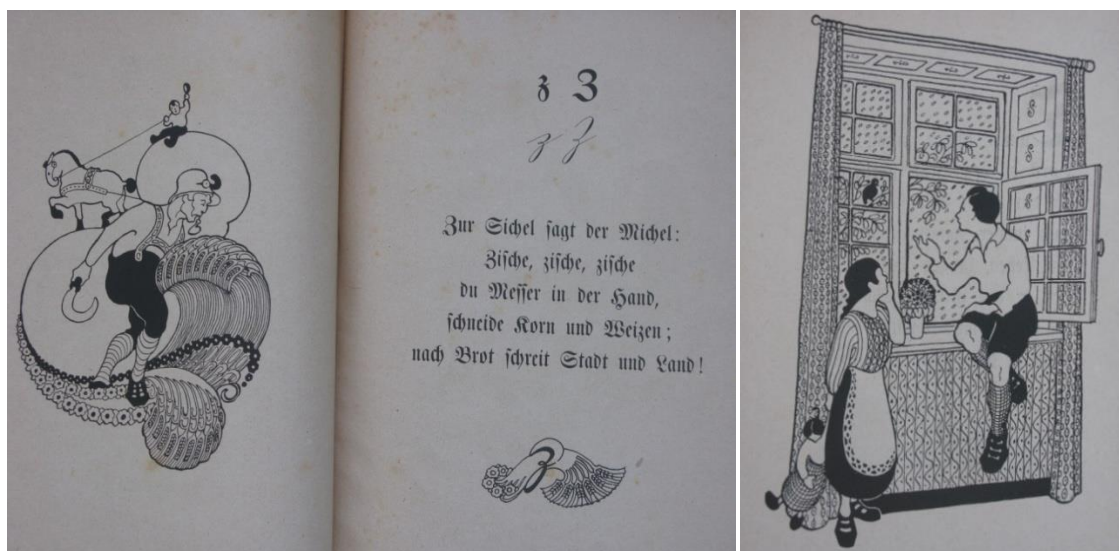 z Z
z Z
Zur Sichel sagt der Michel:
Zische, zische, zische
du Messer in der Hand,
schneide Korn und Weizen;
nach Brot schreit Stadt und Land!